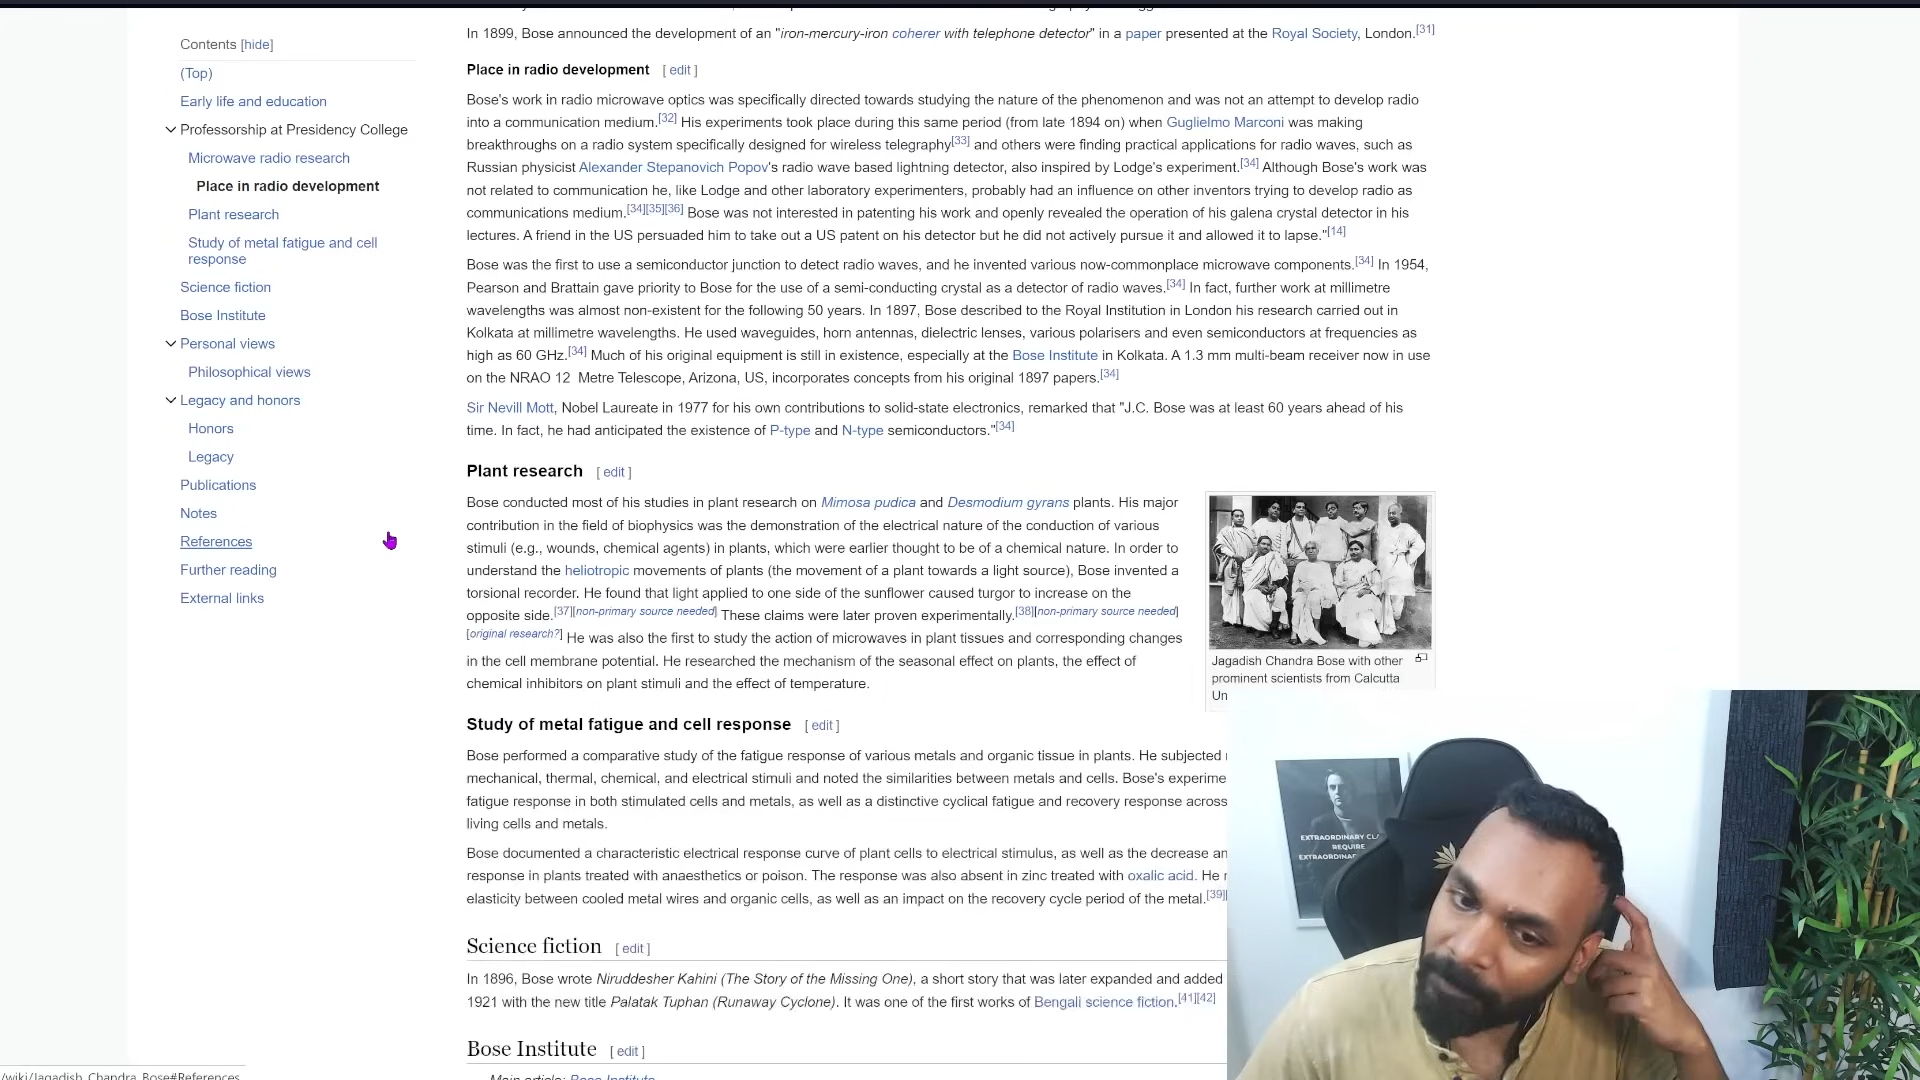 In 1899, Bose announced the development of an "iron-mercury-iron coherer with telephone detector" in a paper presented at the Royal Society, London.[31]
Contents [hide]
(Top)
Early life and education
Professorship at Presidency College
Microwave radio research
Place in radio development
Plant research
Study of metal fatigue and cell
response
Science fiction
Bose Institute
Personal views
Philosophical views
Legacy and honors
Honors
Legacy
Publications
Notes
References
Further reading
External links
Place in radio development [ edit ]
Bose's work in radio microwave optics was specifically directed towards studying the nature of the phenomenon and was not an attempt to develop radio
into a communication medium.[32] His experiments took place during this same period (from late 1894 on) when Guglielmo Marconi was making
breakthroughs on a radio system specifically designed for wireless telegraphy[33] and others were finding practical applications for radio waves, such as
Russian physicist Alexander Stepanovich Popov's radio wave based lightning detector, also inspired by Lodge's experiment.[34] Although Bose's work was
not related to communication he, like Lodge and other laboratory experimenters, probably had an influence on other inventors trying to develop radio as
communications medium.[34][35][36] Bose was not interested in patenting his work and openly revealed the operation of his galena crystal detector in his
lectures. A friend in the US persuaded him to take out a US patent on his detector but he did not actively pursue it and allowed it to lapse."[14]
Bose was the first to use a semiconductor junction to detect radio waves, and he invented various now-commonplace microwave components.[34] In 1954,
Pearson and Brattain gave priority to Bose for the use of a semi-conducting crystal as a detector of radio waves.[34] In fact, further work at millimetre
wavelengths was almost non-existent for the following 50 years. In 1897, Bose described to the Royal Institution in London his research carried out in
Kolkata at millimetre wavelengths. He used waveguides, horn antennas, dielectric lenses, various polarisers and even semiconductors at frequencies as
high as 60 GHz.[34] Much of his original equipment is still in existence, especially at the Bose Institute in Kolkata. A 1.3 mm multi-beam receiver now in use
on the NRAO 12 Metre Telescope, Arizona, US, incorporates concepts from his original 1897 papers.[34]
Sir Nevill Mott, Nobel Laureate in 1977 for his own contributions to solid-state electronics, remarked that "J.C. Bose was at least 60 years ahead of his
time. In fact, he had anticipated the existence of P-type and N-type semiconductors."[34]
Plant research [ edit ]
Bose conducted most of his studies in plant research on Mimosa pudica and Desmodium gyrans plants. His major
contribution in the field of biophysics was the demonstration of the electrical nature of the conduction of various
stimuli (e.g., wounds, chemical agents) in plants, which were earlier thought to be of a chemical nature. In order to
understand the heliotropic movements of plants (the movement of a plant towards a light source), Bose invented a
torsional recorder. He found that light applied to one side of the sunflower caused turgor to increase on the
opposite side.[37][non-primary source needed] These claims were later proven experimentally.[38][non-primary source needed]
[original research?] He was also the first to study the action of microwaves in plant tissues and corresponding changes
in the cell membrane potential. He researched the mechanism of the seasonal effect on plants, the effect of
chemical inhibitors on plant stimuli and the effect of temperature.
Jagadish Chandra Bose with other
prominent scientists from Calcutta
Un
Study of metal fatigue and cell response [ edit ]
Bose performed a comparative study of the fatigue response of various metals and organic tissue in plants. He subjected
mechanical, thermal, chemical, and electrical stimuli and noted the similarities between metals and cells. Bose's experime
fatigue response in both stimulated cells and metals, as well as a distinctive cyclical fatigue and recovery response across
living cells and metals.
Bose documented a characteristic electrical response curve of plant cells to electrical stimulus, as well as the decrease an
response in plants treated with anaesthetics or poison. The response was also absent in zinc treated with oxalic acid. He
elasticity between cooled metal wires and organic cells, as well as an impact on the recovery cycle period of the metal.[39]
Science fiction [ edit ]
In 1896, Bose wrote Niruddesher Kahini (The Story of the Missing One), a short story that was later expanded and added
1921 with the new title Palatak Tuphan (Runaway Cyclone). It was one of the first works of Bengali science fiction.[41][42]
Bose Institute [ edit ]
Main article: Bose Institute
/wiki/Jagadish_Chandra_Bose#References
EXTRAORDINARY CLA
REQUIRE
EXTRAORDINAR